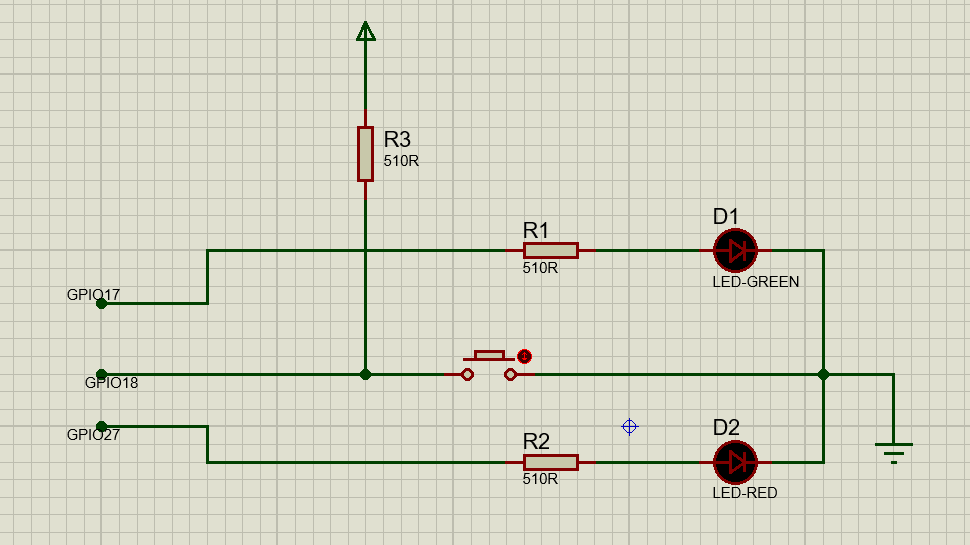 R3
510R
D1
R1
510R
LED-GREEN
GPIO17
GPIO18
GPIO27
D2
R2
510R
LED-RED